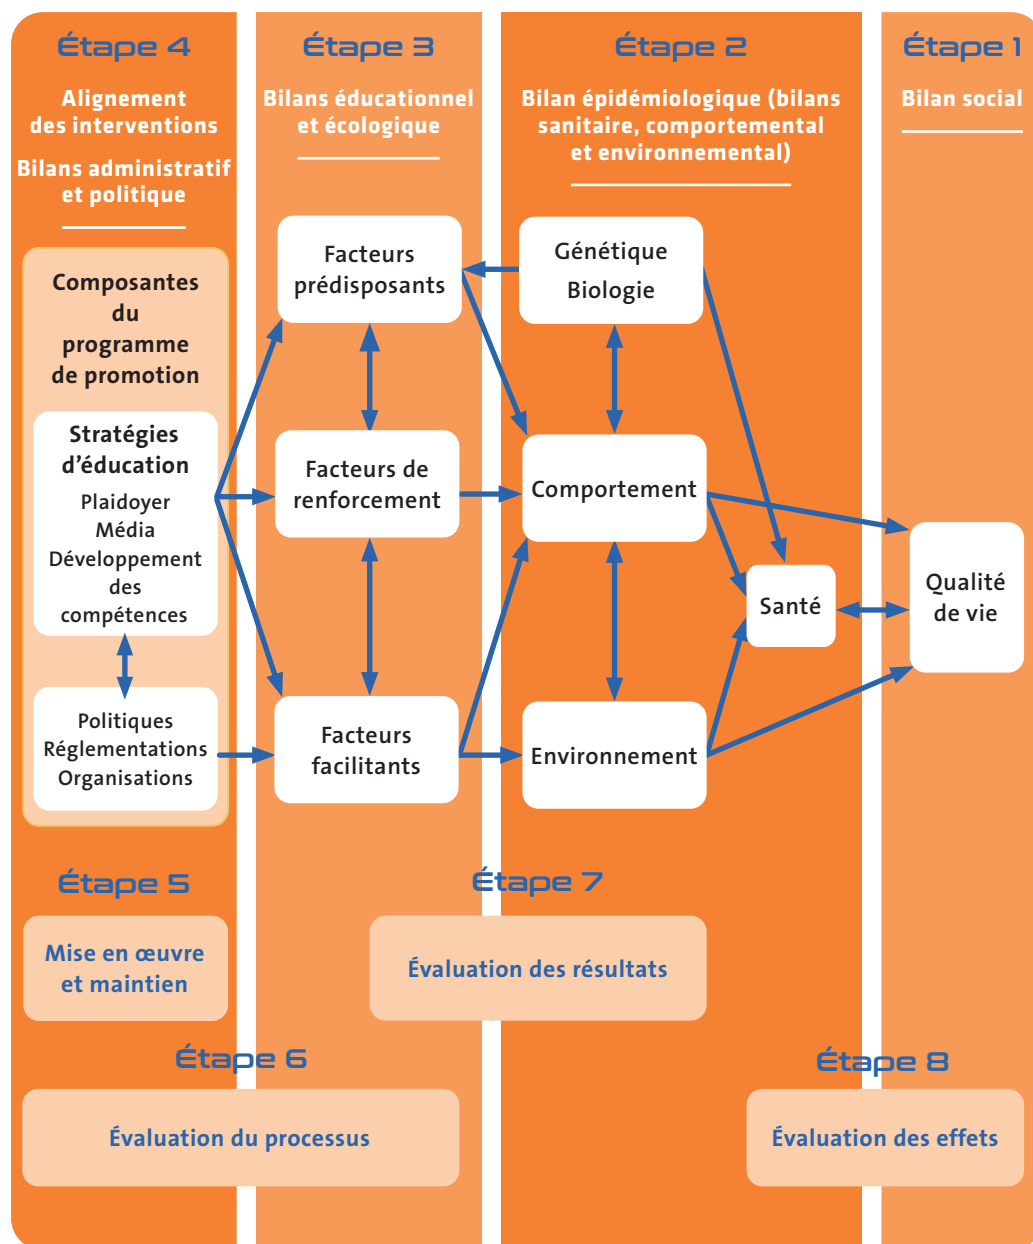 Étape 4
Alignement
des interventions
Bilans administratif
et politique
Composantes
du
programme
de promotion
Stratégies
d’éducation
Plaidoyer
Média
Développement
des
compétences
Politiques
Réglementations
Organisations
Étape 3
Bilans éducationnel
et écologique
Facteurs
prédisposants
Facteurs de
renforcement
Facteurs
facilitants
Étape 2
Bilan épidémiologique (bilans
sanitaire, comportemental
et environnemental)
Génétique
Biologie
Comportement
Environnement
Santé
Étape 1
Bilan social
Qualité
de vie
Étape 5
Mise en œuvre
et maintien
Étape 7
Évaluation des résultats
Étape 6
Évaluation du processus
Étape 8
Évaluation des effets